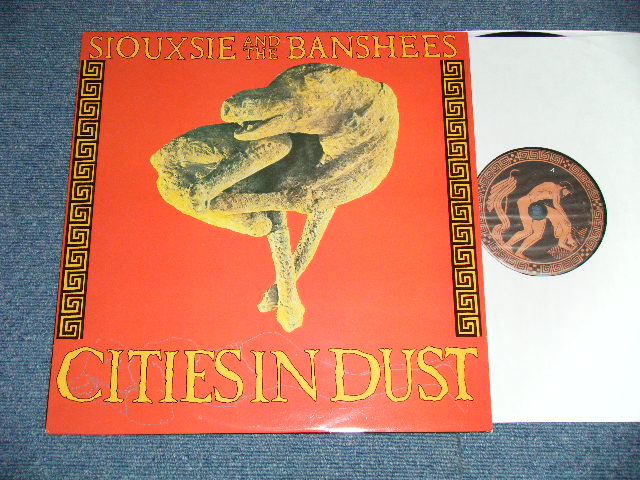 SIOUXSIE AND THE BANSHEES
CITIES IN DUST
A